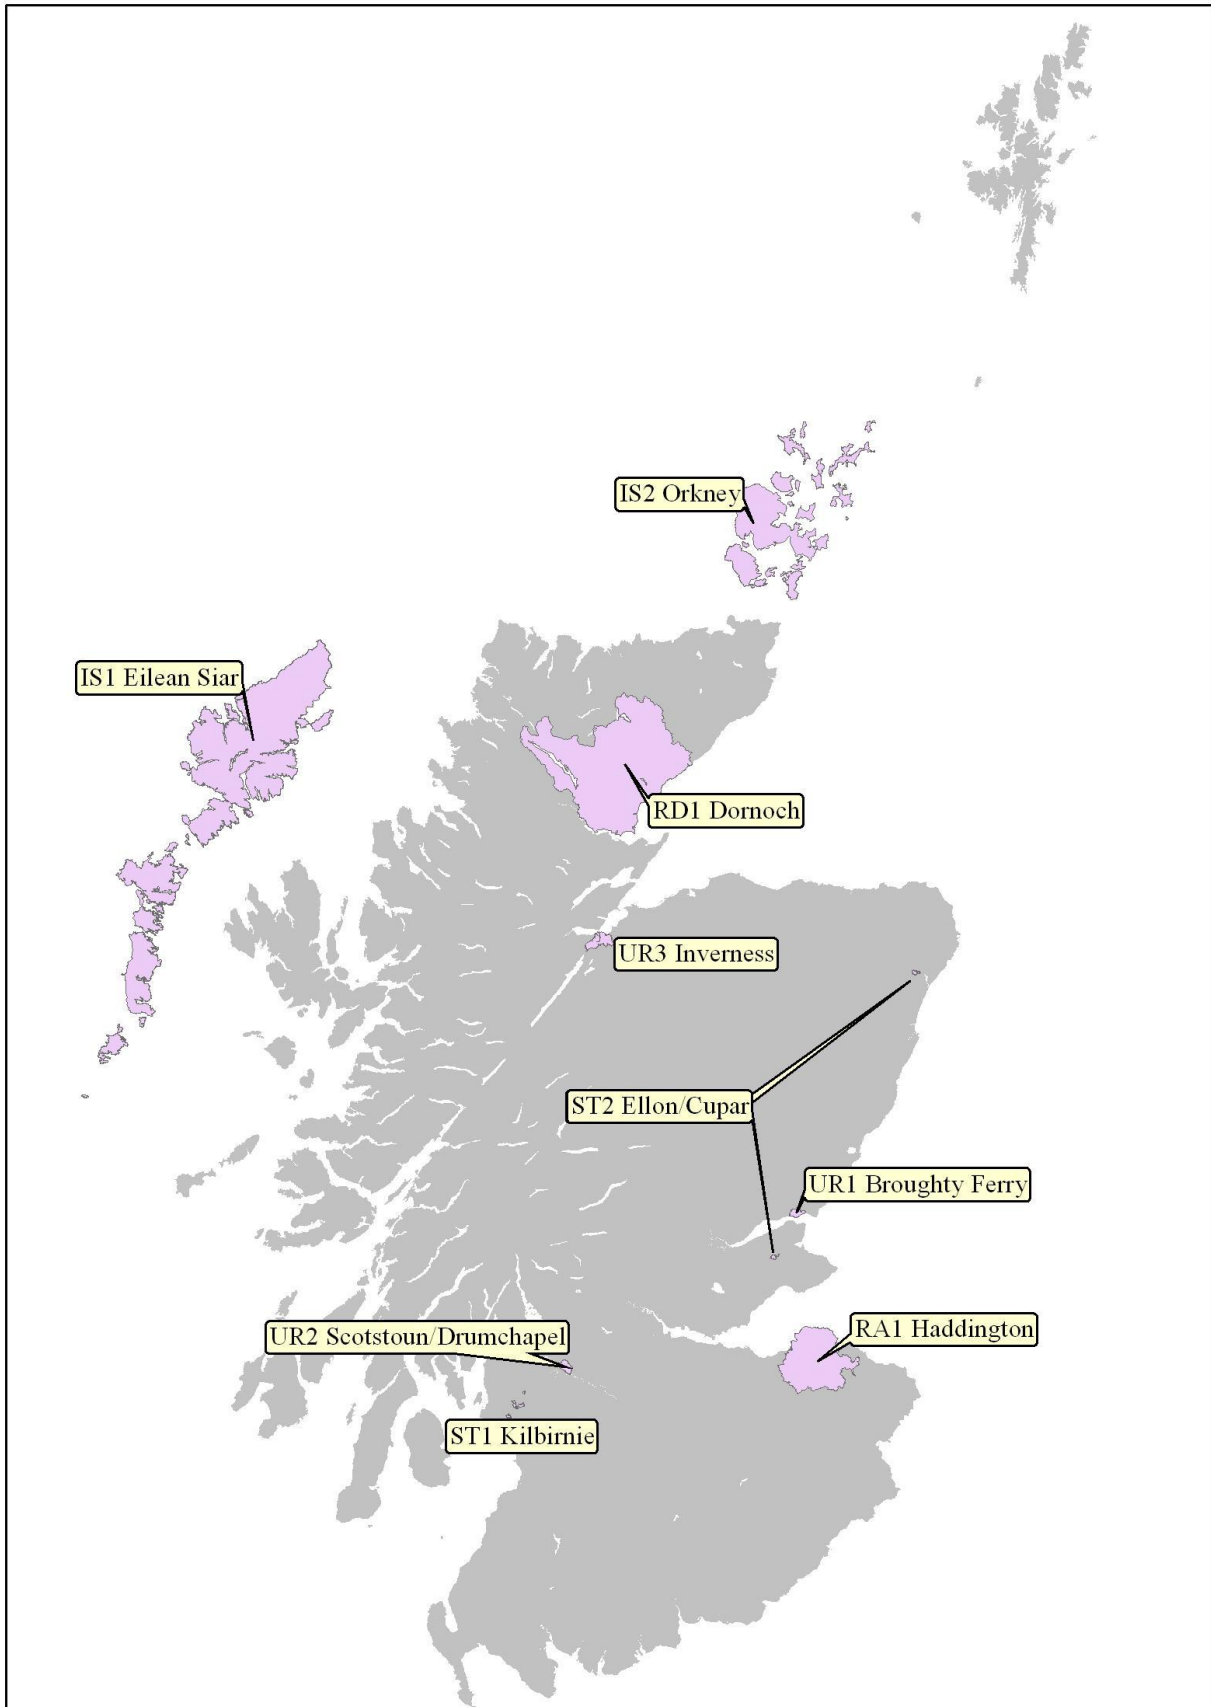 IS2 Orkney
IS1 Eilean Siar
RD1 Dornoch
UR3 Inverness
ST2 Ellon/Cupar
UR1 Broughty Ferry
RA1 Haddington
UR2 Scotstoun/Drumchapel
ST1 Kilbirnie